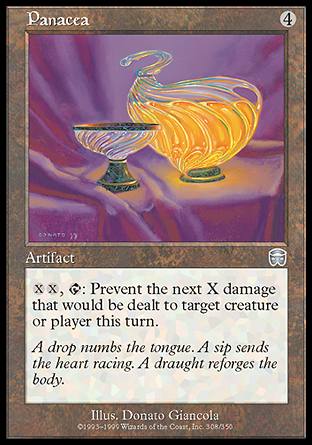 Panacea 4
DONATO 99
Artifact
X X, T: Prevent the next X damage
that would be dealt to target creature
or player this turn.
A drop numbs the tongue. A sip sends
the heart racing. A draught reforges the
body.
Illus. Donato Giancola
©1993–1999 Wizards of the Coast, Inc. 308/350